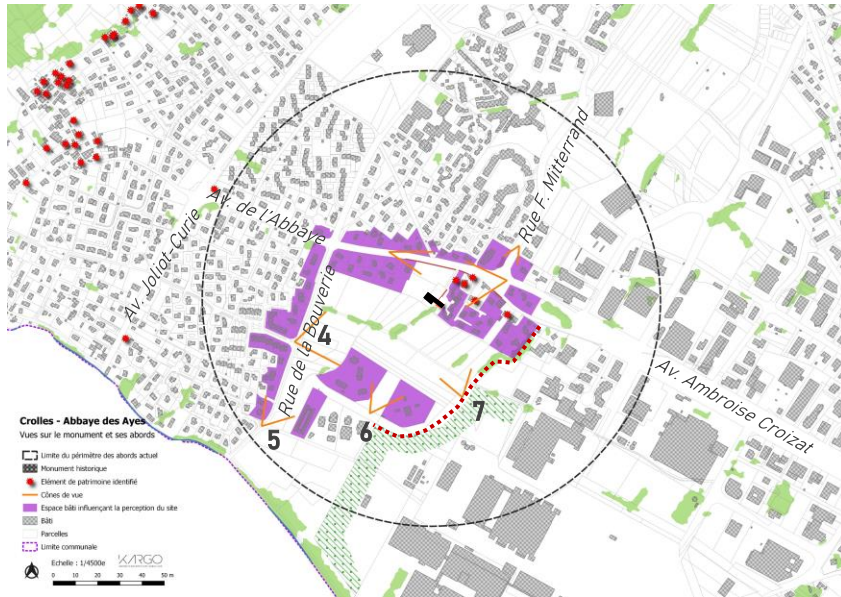 Rue F. Mitterrand
Av. de l'Abbaye
Av. Joliot-Curie
Rue de la Bouverie
4
Av. Ambroise Croizat
7
6
5
Crolles - Abbaye des Ayes
Vues sur le monument et ses abords
Limite du périmètre des abords actuel
Monument historique
Elément de patrimoine identifié
Cônes de vue
Espace bâti influençant la perception du site
Bâti
Parcelles
Limite communale
KARGO
Echelle : 1/4500e
0 10 20 30 40 50 m